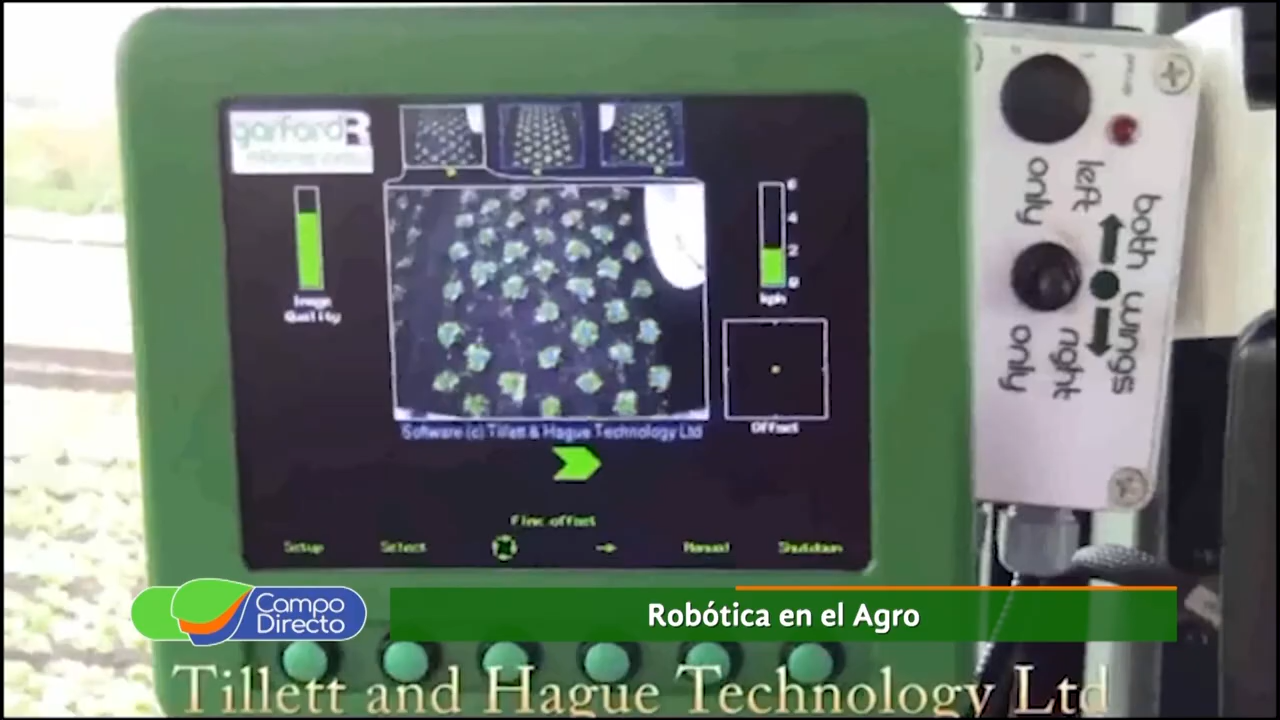 garford
6
4
2
0
Image
Quality
kph
Offset
Software (c) Tillett & Hague Technology Ltd
Fine offset
Setup
Select
Manual
Shutdown
left
only
both wings
right
only
Campo
Directo
Robótica en el Agro
Tillett and Hague Technology Ltd